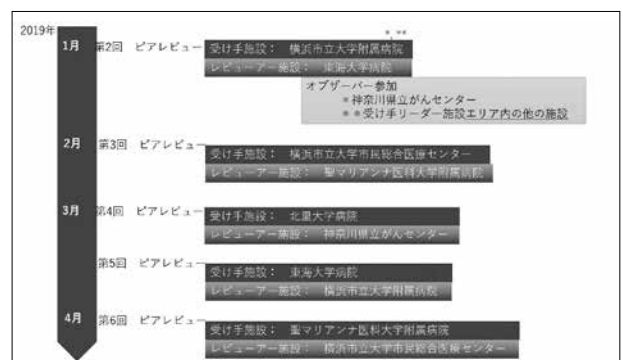 2019年
*, **
1月 第2回 ピアレビュー 受け手施設： 横浜市立大学附属病院
レビューアー施設： 東海大学病院
オブザーバー参加
*神奈川県立がんセンター
**受け手リーダー施設エリア内の他の施設
2月 第3回 ピアレビュー 受け手施設： 横浜市立大学市民総合医療センター
レビューアー施設： 聖マリアンナ医科大学附属病院
3月 第4回 ピアレビュー 受け手施設： 北里大学病院
レビューアー施設： 神奈川県立がんセンター
第5回 ピアレビュー 受け手施設： 東海大学病院
レビューアー施設： 横浜市立大学附属病院
4月 第6回 ピアレビュー 受け手施設： 聖マリアンナ医科大学附属病院
レビューアー施設： 横浜市立大学市民総合医療センター